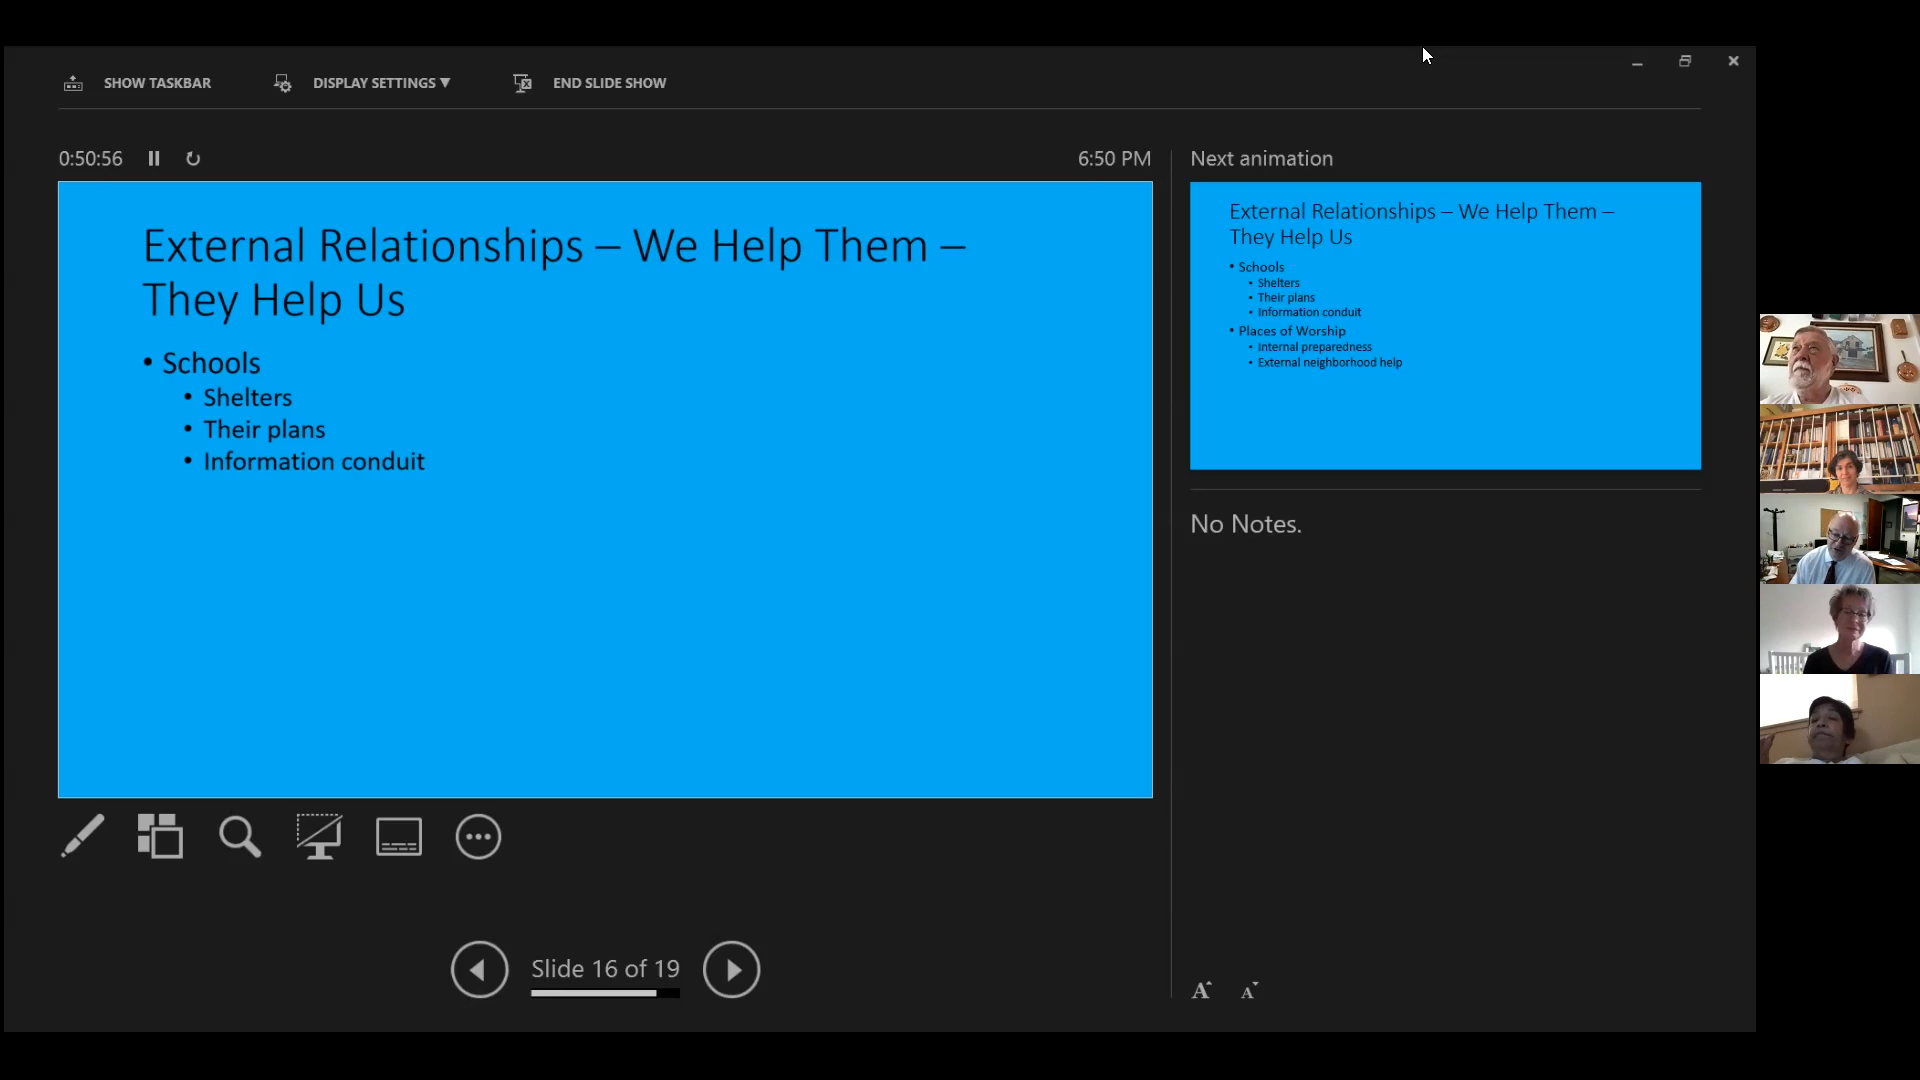 SHOW TASKBAR
DISPLAY SETTINGS ▼
END SLIDE SHOW
0:50:56
6:50 PM
External Relationships – We Help Them –
They Help Us
• Schools
• Shelters
• Their plans
• Information conduit
Next animation
External Relationships – We Help Them –
They Help Us
• Schools
• Shelters
• Their plans
• Information conduit
• Places of Worship
• Internal preparedness
• External neighborhood help
No Notes.
Slide 16 of 19
A
A